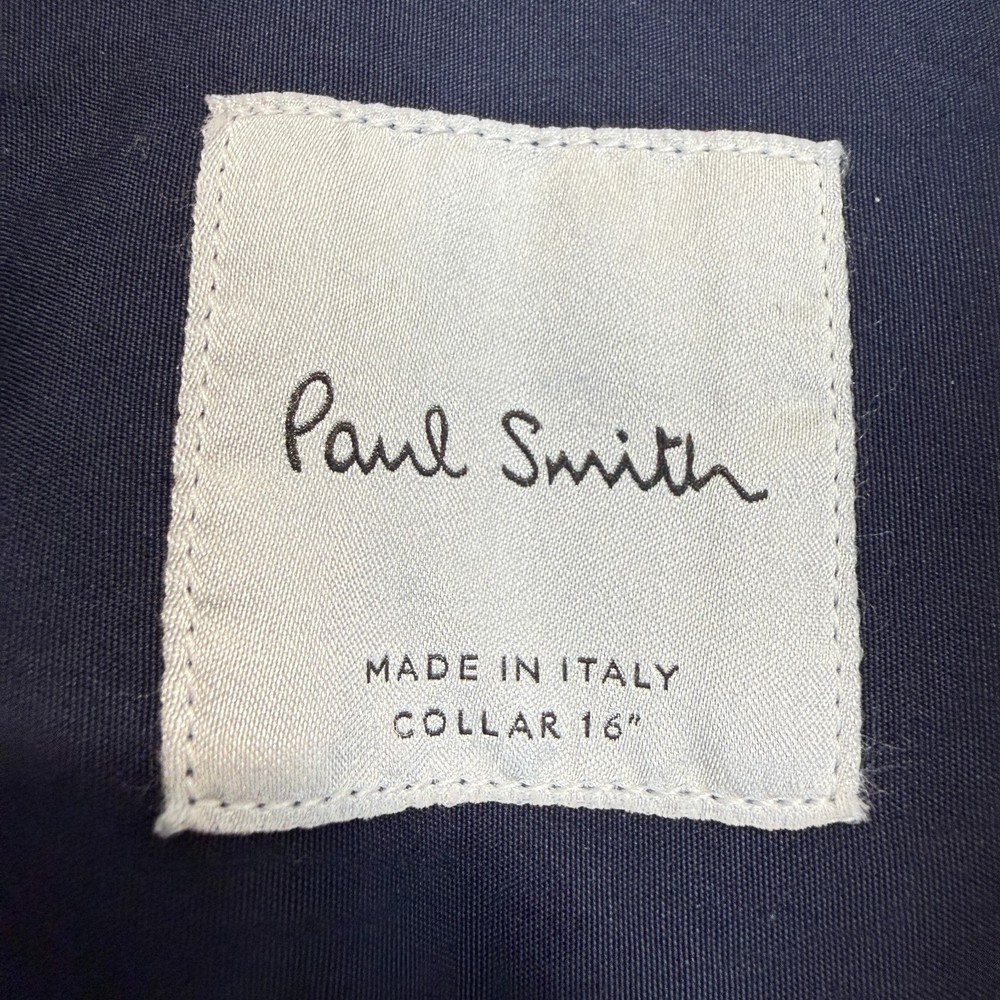 Paul Smith
MADE IN ITALY
COLLAR 16"